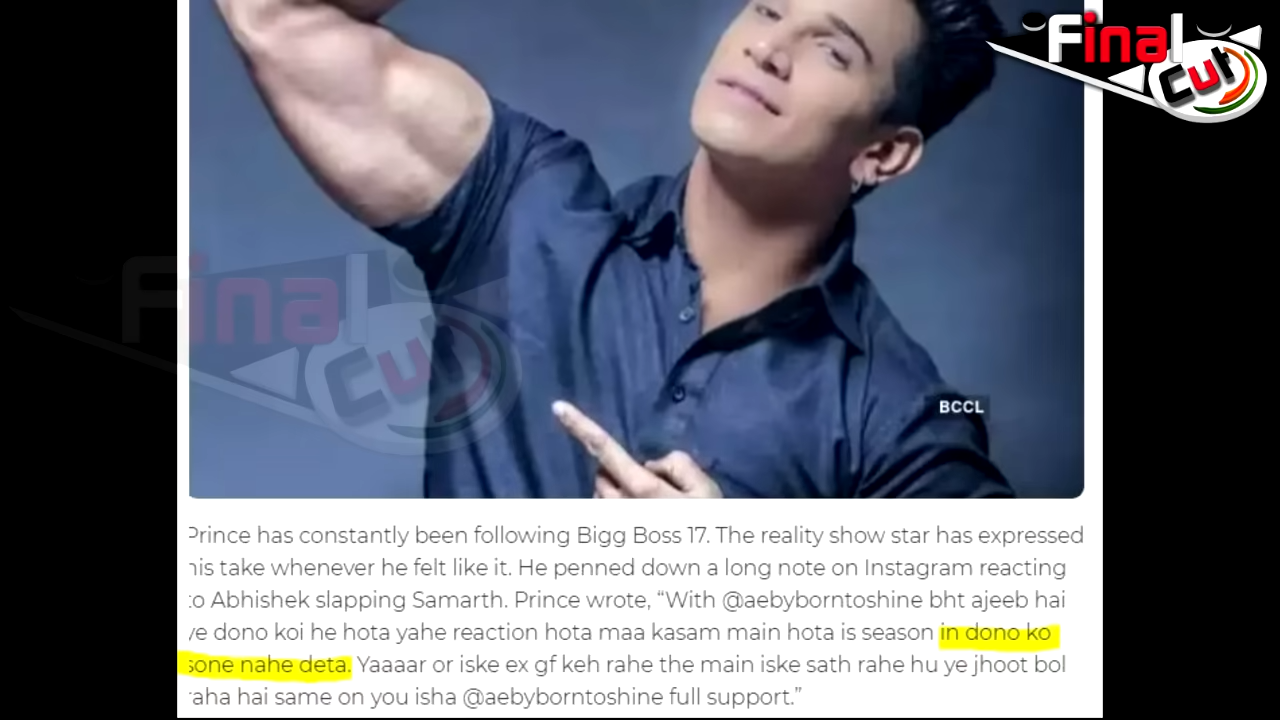 Final
Cut
Final
Cut
BCCL
Prince has constantly been following Bigg Boss 17. The reality show star has expressed
his take whenever he felt like it. He penned down a long note on Instagram reacting
to Abhishek slapping Samarth. Prince wrote, “With @aebyborntoshine bht ajeeb hai
ye dono koi he hota yahe reaction hota maa kasam main hota is season in dono ko
sone nahe deta. Yaaaar or iske ex gf keh rahe the main iske sath rahe hu ye jhoot bol
raha hai same on you isha @aebyborntoshine full support.”